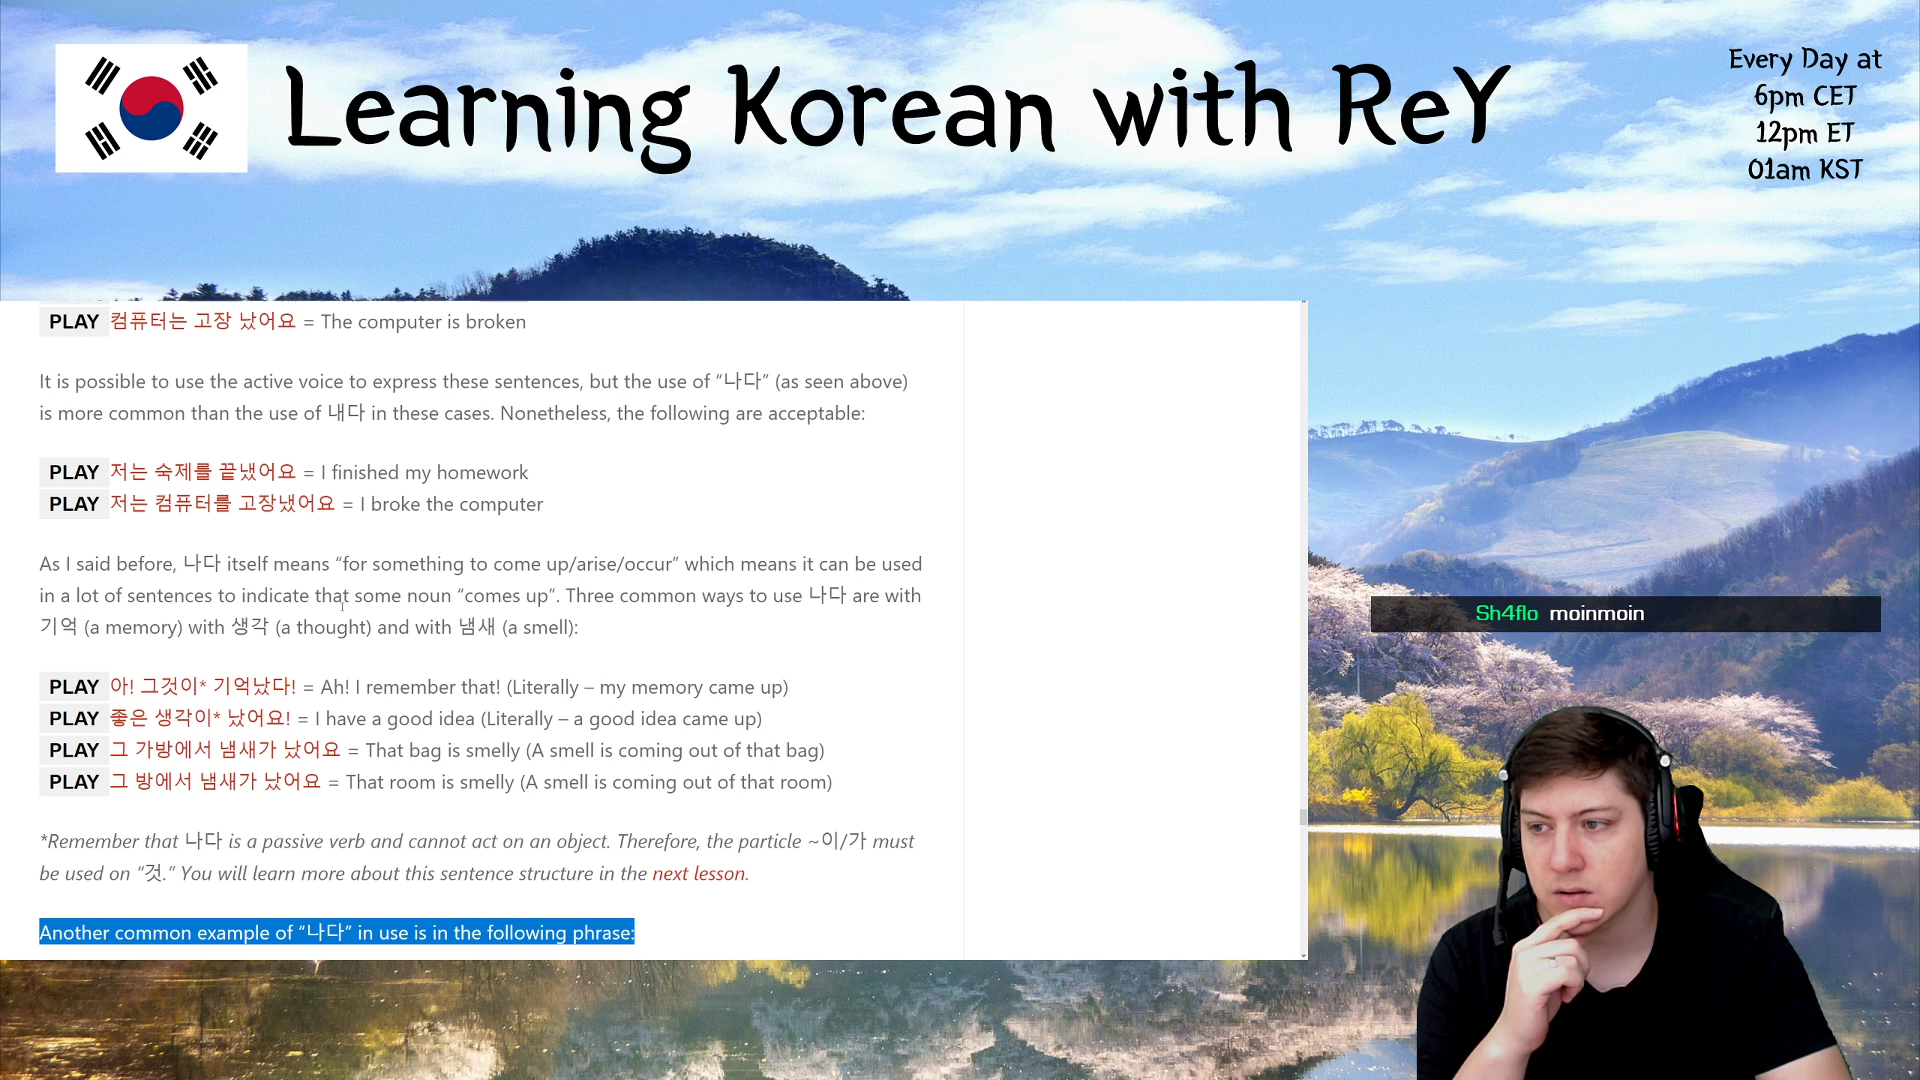 Learning Korean with ReY
Every Day at
6pm CET
12pm ET
01am KST
PLAY 컴퓨터는 고장 났어요 = The computer is broken
It is possible to use the active voice to express these sentences, but the use of “나다” (as seen above)
is more common than the use of 내다 in these cases. Nonetheless, the following are acceptable:
PLAY 저는 숙제를 끝냈어요 = I finished my homework
PLAY 저는 컴퓨터를 고장냈어요 = I broke the computer
As I said before, 나다 itself means “for something to come up/arise/occur” which means it can be used
in a lot of sentences to indicate that some noun “comes up”. Three common ways to use 나다 are with
기억 (a memory) with 생각 (a thought) and with 냄새 (a smell):
PLAY 아! 그것이* 기억났다! = Ah! I remember that! (Literally – my memory came up)
PLAY 좋은 생각이* 났어요! = I have a good idea (Literally – a good idea came up)
PLAY 그 가방에서 냄새가 났어요 = That bag is smelly (A smell is coming out of that bag)
PLAY 그 방에서 냄새가 났어요 = That room is smelly (A smell is coming out of that room)
*Remember that 나다 is a passive verb and cannot act on an object. Therefore, the particle ~이/가 must
be used on “것.” You will learn more about this sentence structure in the next lesson.
Another common example of “나다” in use is in the following phrase:
Sh4flo moinmoin